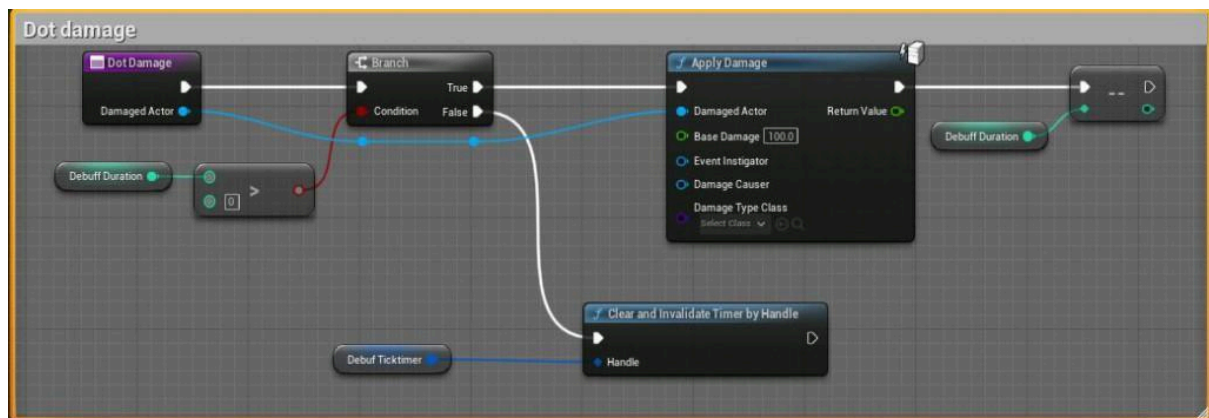 Dot damage
Dot Damage
Damaged Actor
Debuff Duration
0
>
Branch
Condition
True
False
Apply Damage
Damaged Actor
Return Value
Base Damage 100.0
Event Instigator
Damage Causer
Damage Type Class
Select Class
Debuff Duration
--
Clear and Invalidate Timer by Handle
Handle
Debuf Ticktimer